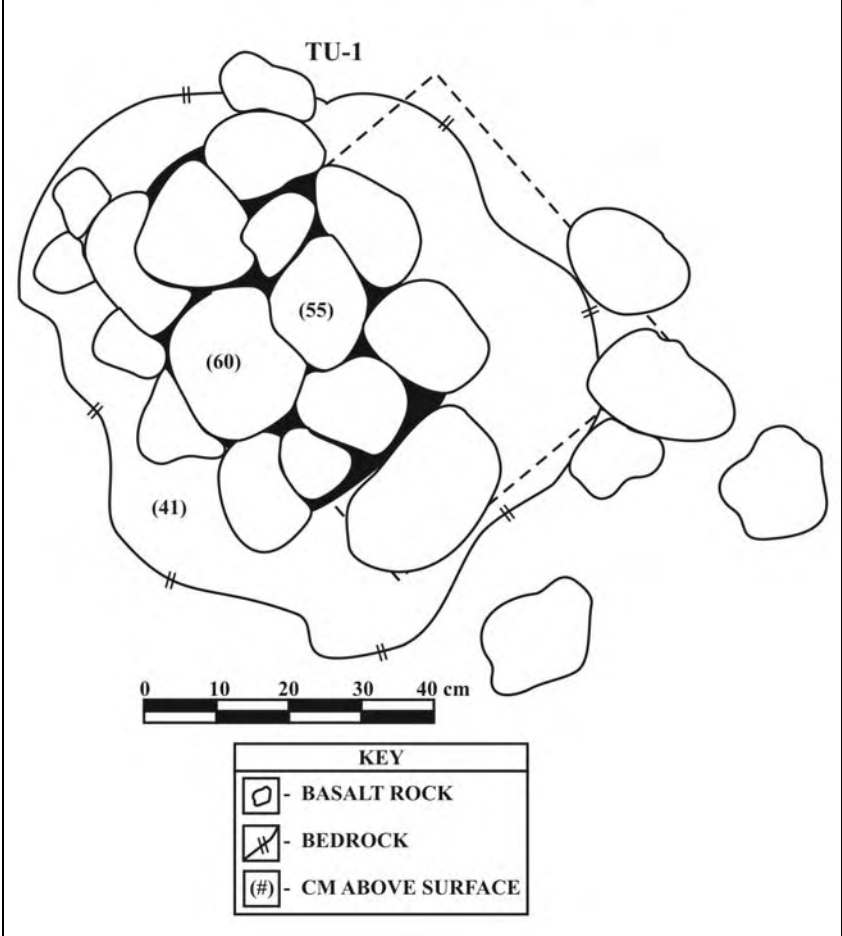 TU-1
(55)
(60)
(41)
0 10 20 30 40 cm
KEY
(#)
- BASALT ROCK
- BEDROCK
(#) - CM ABOVE SURFACE